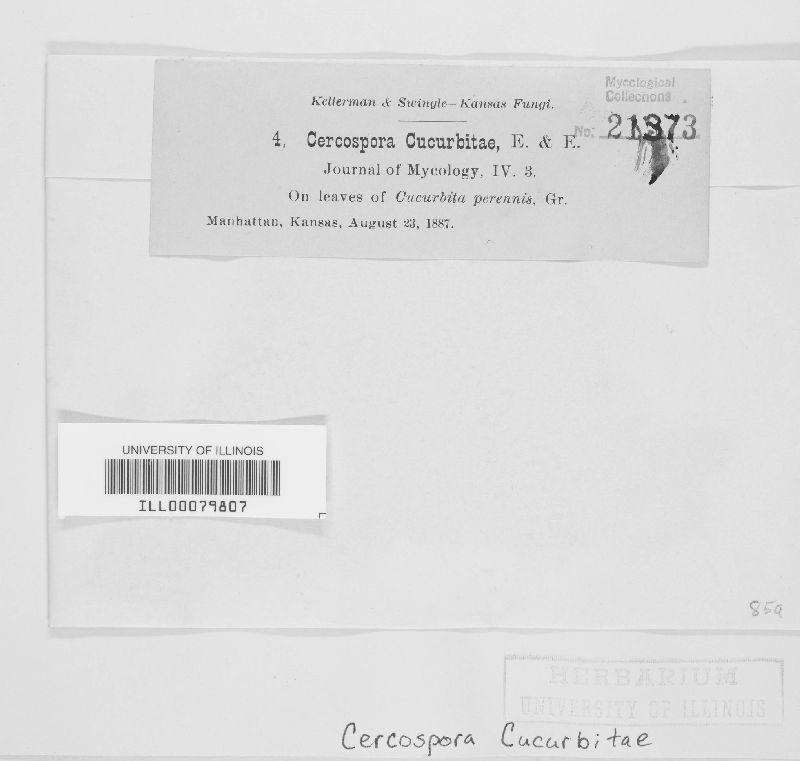 Kellerman & Swingle—Kansas Fungi.
Mycological
Collections
No: 21373
4, Cercospora Cucurbitae, E. & E.
Journal of Mycology, IV. 3.
On leaves of Cucurbita perennis, Gr.
Manhattan, Kansas, August 23, 1887.
UNIVERSITY OF ILLINOIS
ILL00079807
85a
HERBARIUM
UNIVERSITY OF ILLINOIS
Cercospora Cucurbitae